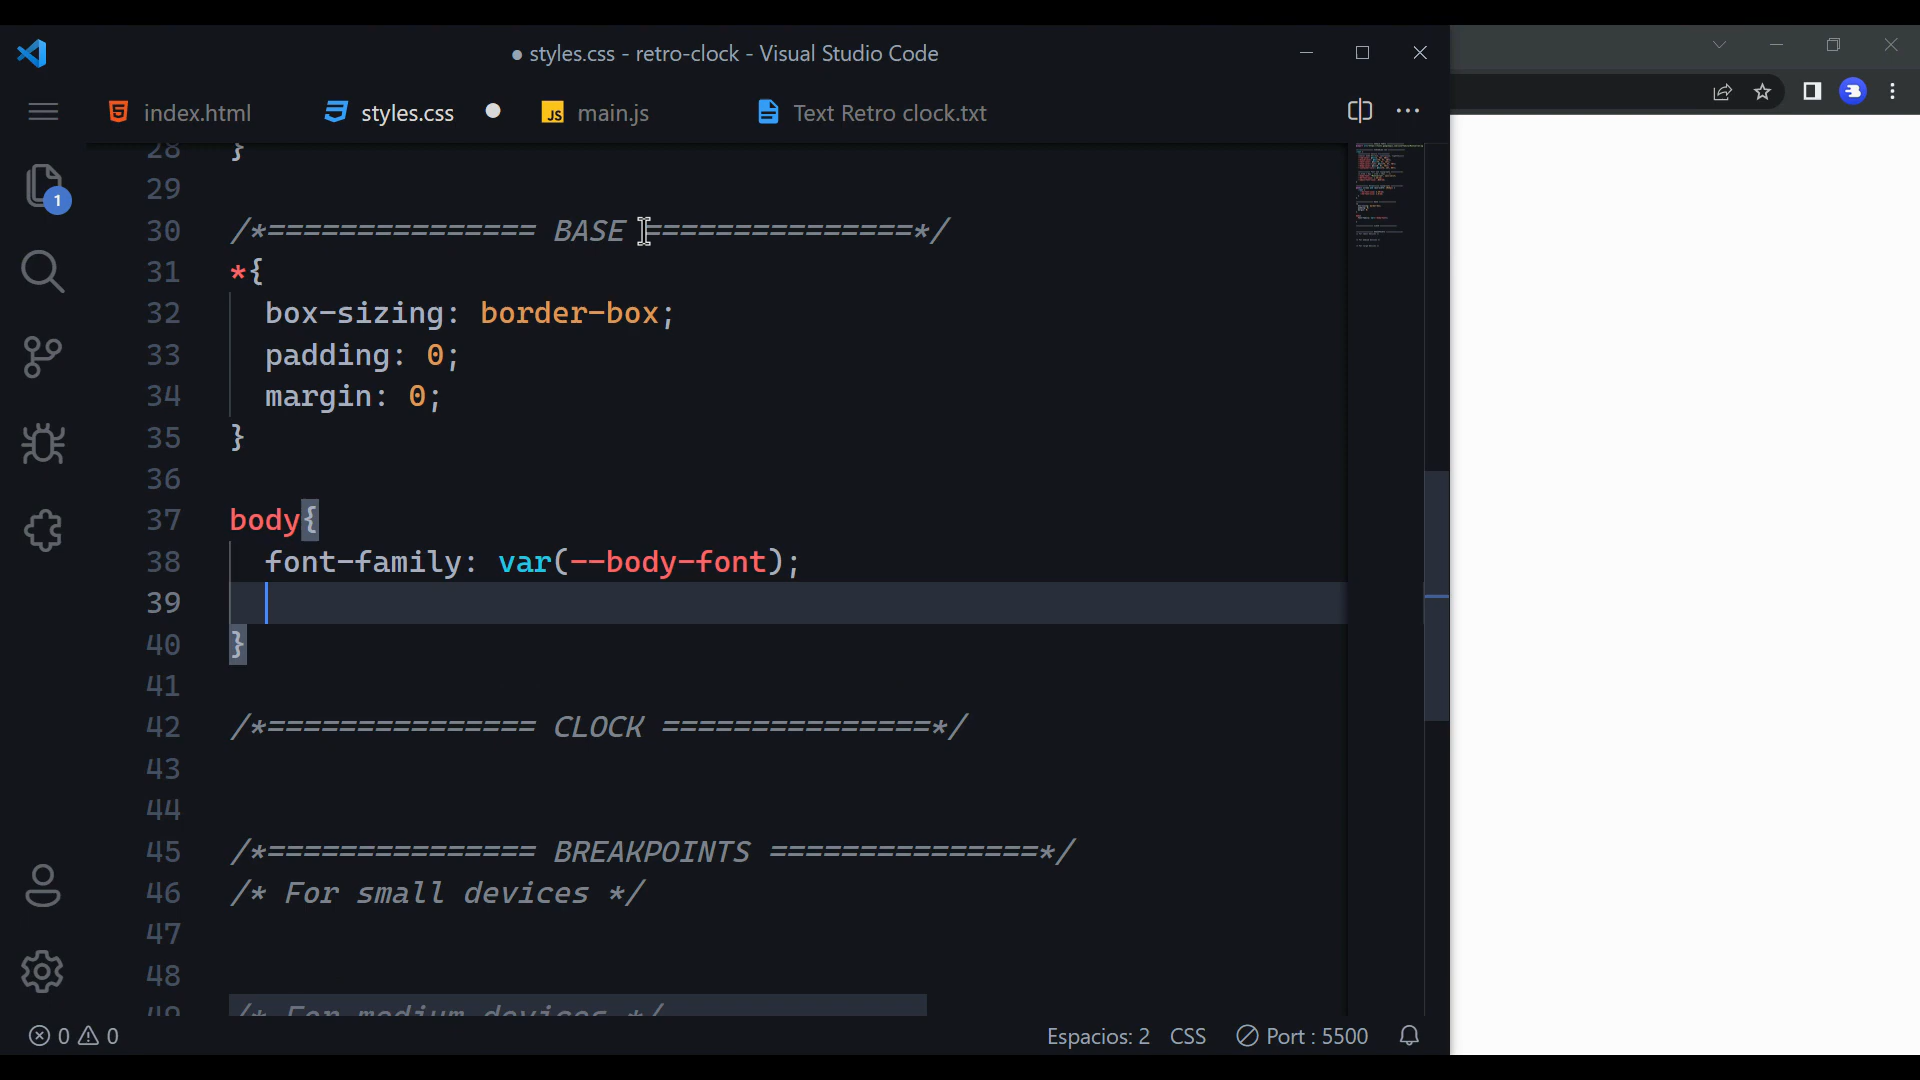 ● styles.css - retro-clock - Visual Studio Code
index.html styles.css JS main.js Text Retro clock.txt
28 }
29
1
30 /*=============== BASE ===============*/
31 *{
32 box-sizing: border-box;
33 padding: 0;
34 margin: 0;
35 }
36
37 body{
38 font-family: var(--body-font);
39
40 }
41
42 /*=============== CLOCK ===============*/
43
44
45 /*=============== BREAKPOINTS ===============*/
46 /* For small devices */
47
48
49 /* For medium devices */
0 0 Espacios: 2 CSS Port : 5500